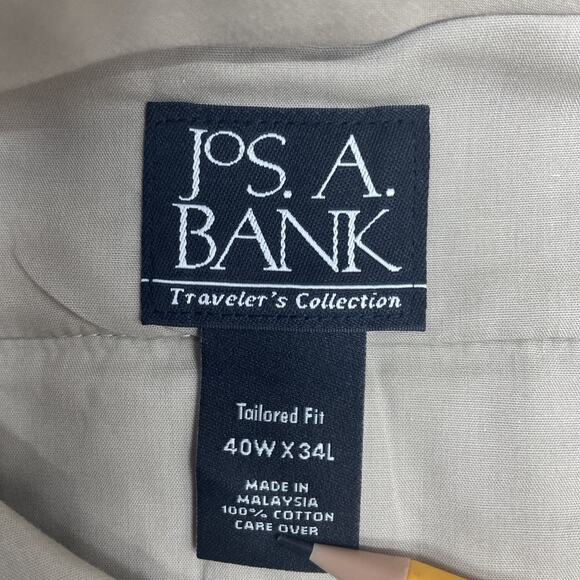 JOS. A.
BANK
Traveler's Collection
Tailored Fit
40W X 34L
MADE IN
MALAYSIA
100% COTTON
CARE OVER